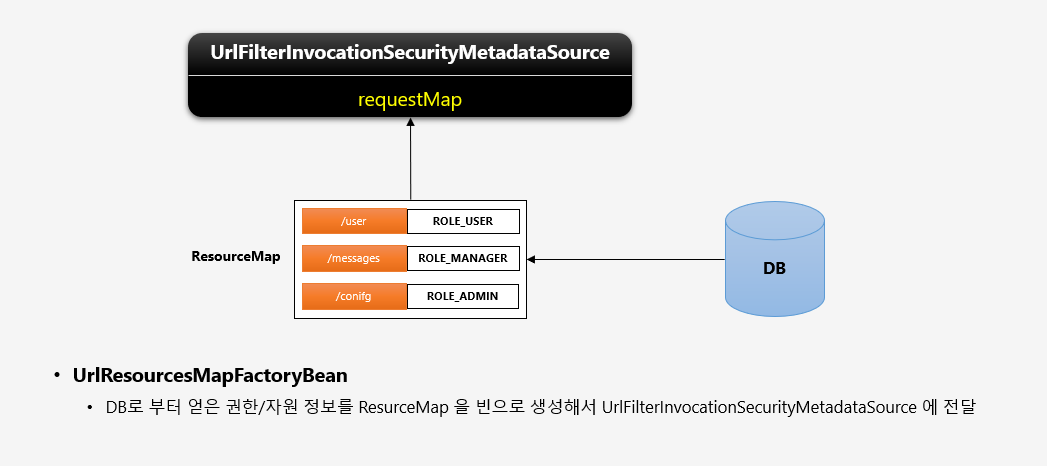 UrlFilterInvocationSecurityMetadataSource
requestMap
/user ROLE_USER
ResurceMap /messages ROLE_MANAGER
/conifg ROLE_ADMIN
DB
• UrlResourcesMapFactoryBean
• DB로 부터 얻은 권한/자원 정보를 ResurceMap 을 빈으로 생성해서 UrlFilterInvocationSecurityMetadataSource 에 전달